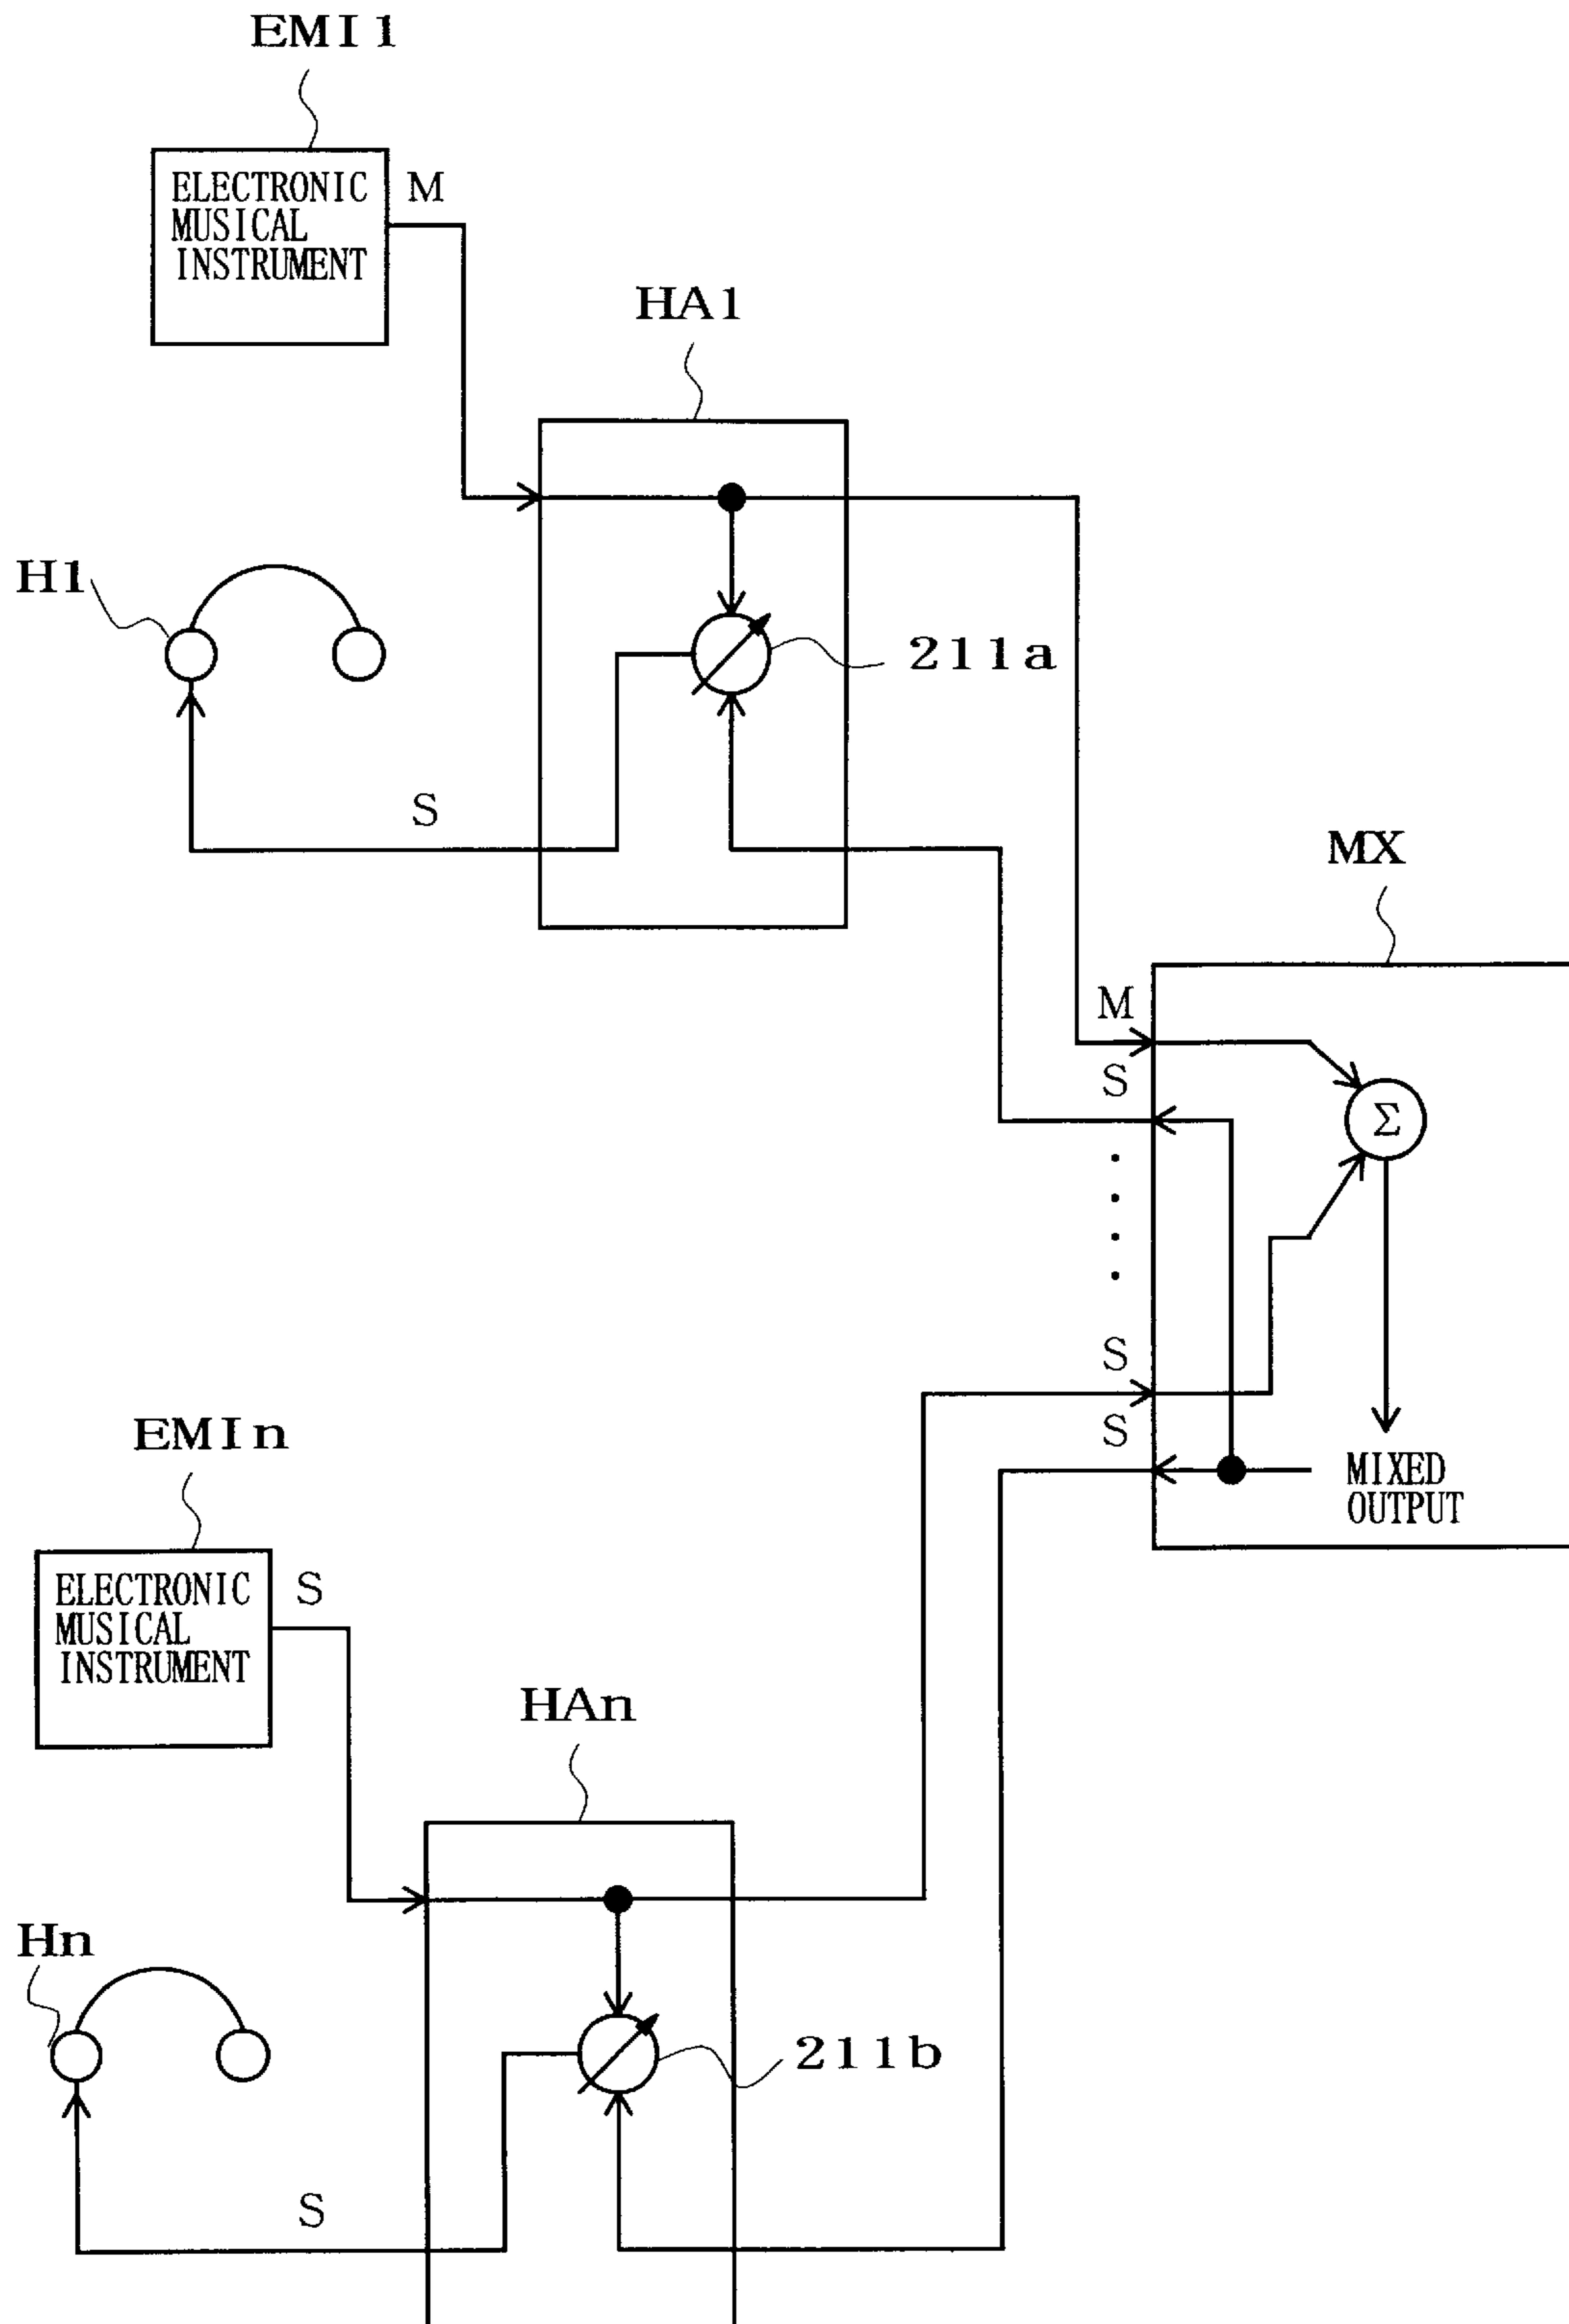 EMI1
ELECTRONIC
MUSICAL
INSTRUMENT
M
HA1
H1
211a
S
MX
M
S
Σ
S
S
MIXED
OUTPUT
EMIn
ELECTRONIC
MUSICAL
INSTRUMENT
S
HAn
Hn
211b
S